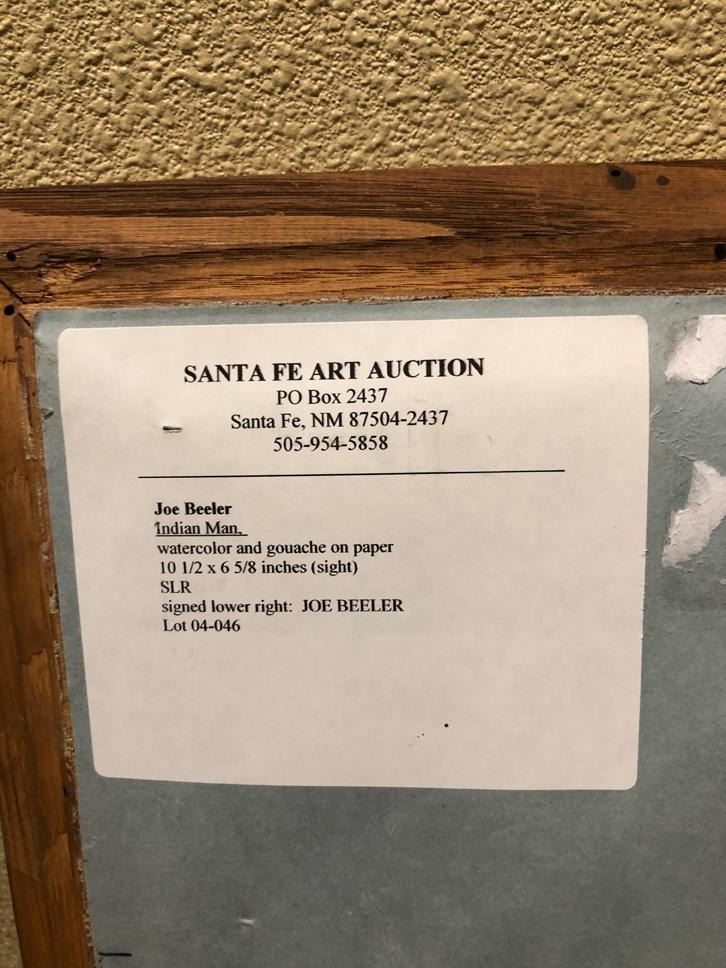 SANTA FE ART AUCTION
PO Box 2437
Santa Fe, NM 87504-2437
505-954-5858
Joe Beeler
Indian Man,
watercolor and gouache on paper
10 1/2 x 6 5/8 inches (sight)
SLR
signed lower right: JOE BEELER
Lot 04-046